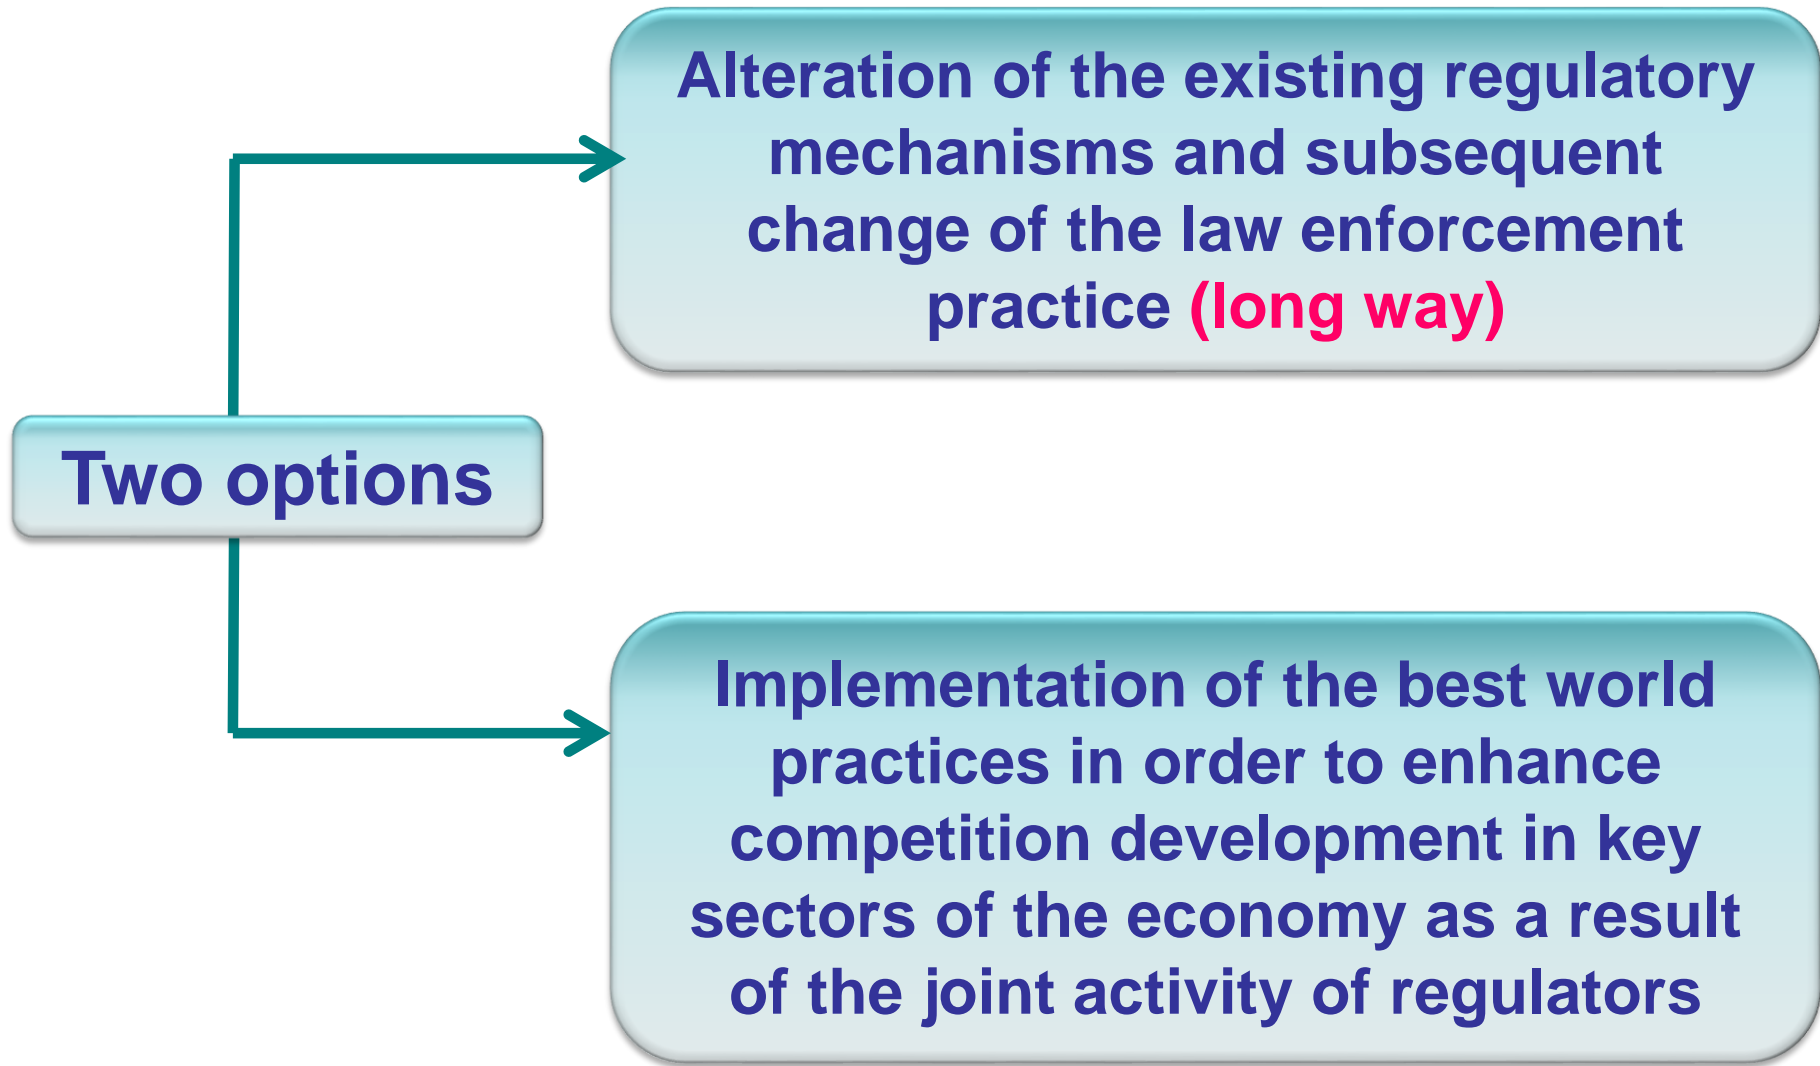 Alteration of the existing regulatory
mechanisms and subsequent
change of the law enforcement
practice (long way)
Two options
Implementation of the best world
practices in order to enhance
competition development in key
sectors of the economy as a result
of the joint activity of regulators